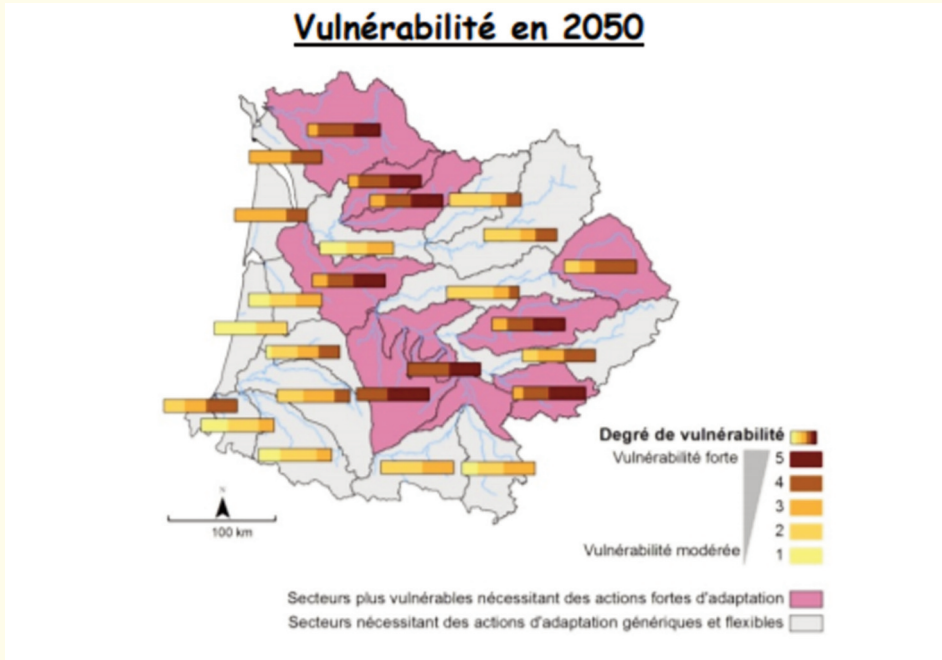 Vulnérabilité en 2050
N
100 km
Degré de vulnérabilité
Vulnérabilité forte
5
4
3
2
Vulnérabilité modérée
1
Secteurs plus vulnérables nécessitant des actions fortes d'adaptation
Secteurs nécessitant des actions d'adaptation génériques et flexibles